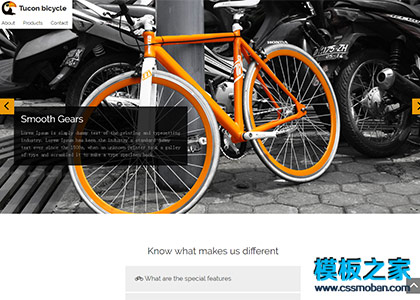 Tucon bicycle
About Products Contact
Smooth Gears
Lorem Ipsum is simply dummy text of the printing and typesetting
industry. Lorem Ipsum has been the industry's standard dummy
text ever since the 1500s, when an unknown printer took a galley
of type and scrambled it to make a type specimen book.
Know what makes us different
What are the special features
模板之家
www.cssmoban.com